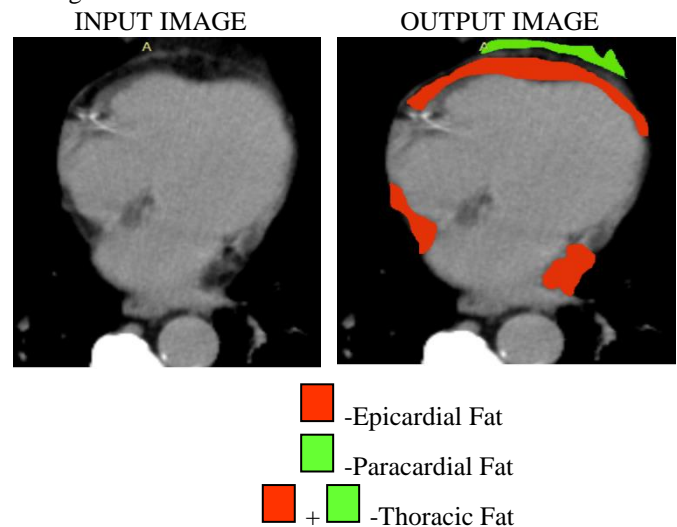 INPUT IMAGE
OUTPUT IMAGE
A
A
-Epicardial Fat
-Paracardial Fat
+ -Thoracic Fat